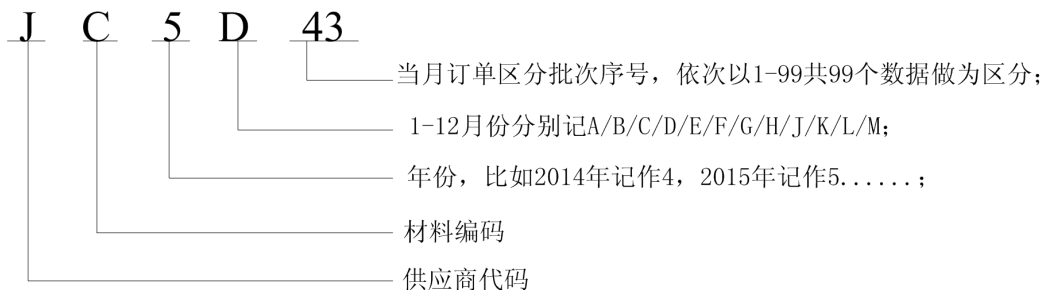 J C 5 D 43
当月订单区分批次序号，依次以1-99共99个数据做为区分；
1-12月份分别记A/B/C/D/E/F/G/H/J/K/L/M；
年份，比如2014年记作4，2015年记作5......；
材料编码
供应商代码